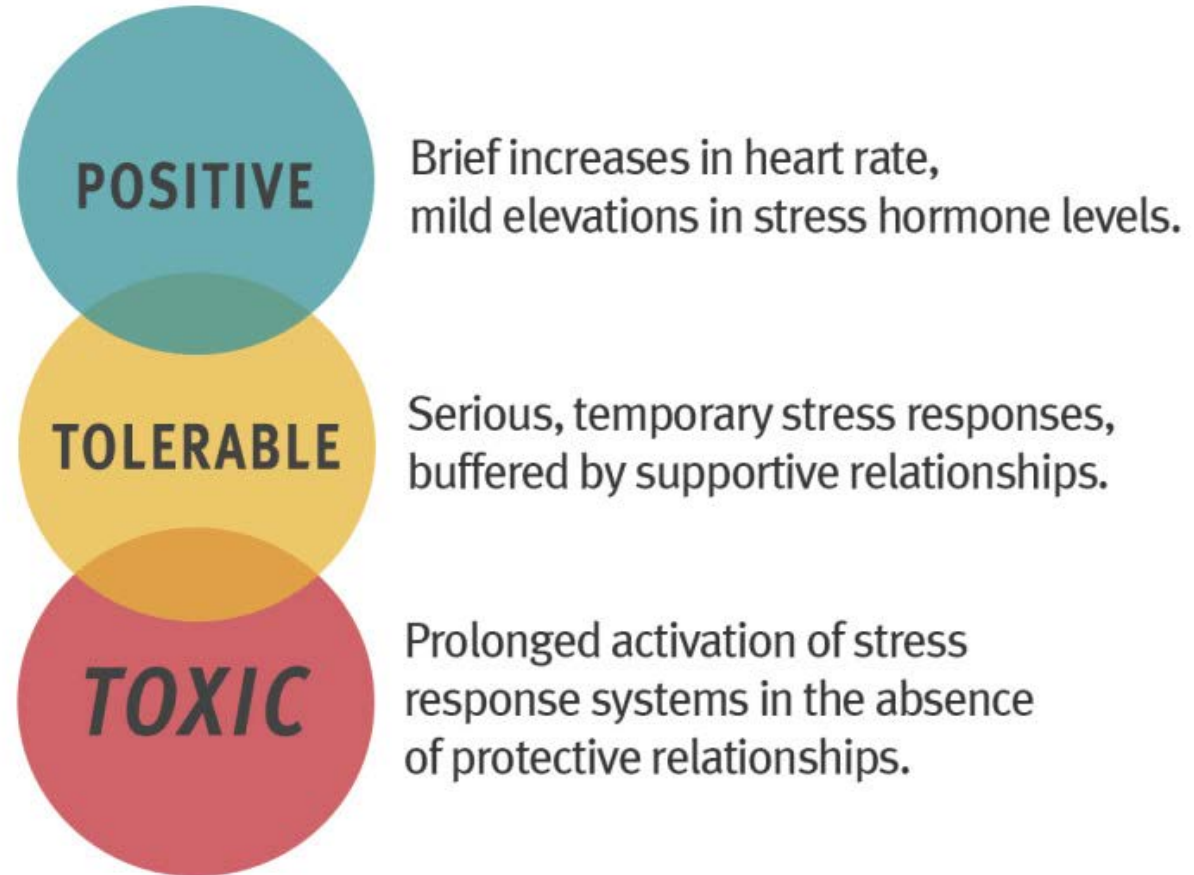 POSITIVE
Brief increases in heart rate,
mild elevations in stress hormone levels.
TOLERABLE
Serious, temporary stress responses,
buffered by supportive relationships.
TOXIC
Prolonged activation of stress
response systems in the absence
of protective relationships.